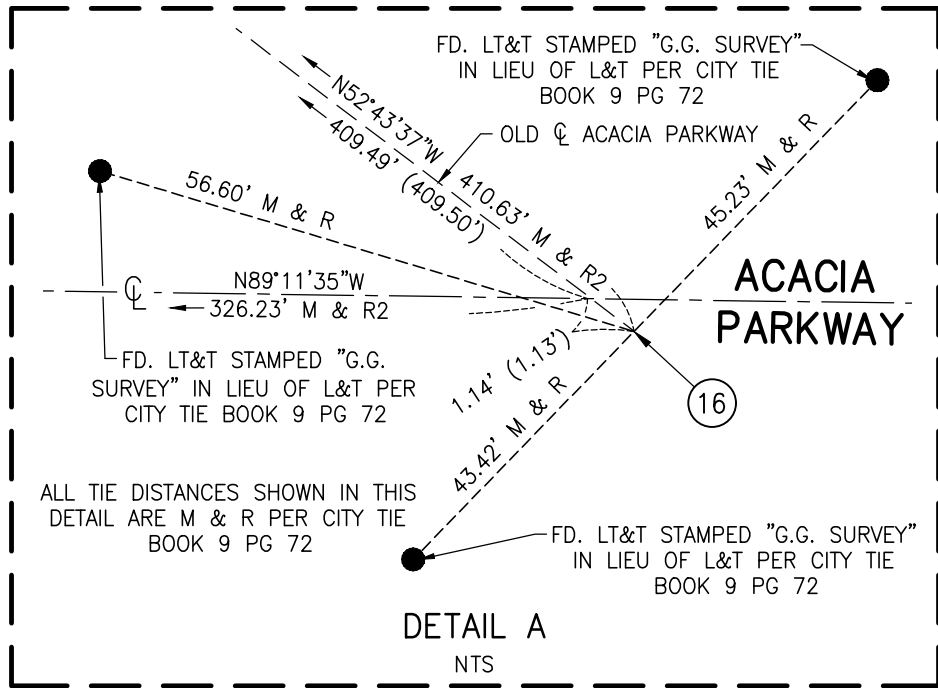 FD. LT&T STAMPED "G.G. SURVEY"
IN LIEU OF L&T PER CITY TIE
BOOK 9 PG 72
N52°43'37"W
409.49' (409.50')
OLD ℄ ACACIA PARKWAY
410.63' M & R2
45.23' M & R
56.60' M & R
℄
N89°11'35"W
326.23' M & R2
ACACIA
PARKWAY
FD. LT&T STAMPED "G.G.
SURVEY" IN LIEU OF L&T PER
CITY TIE BOOK 9 PG 72
1.14' (1.13')
43.42' M & R
16
ALL TIE DISTANCES SHOWN IN THIS
DETAIL ARE M & R PER CITY TIE
BOOK 9 PG 72
FD. LT&T STAMPED "G.G. SURVEY"
IN LIEU OF L&T PER CITY TIE
BOOK 9 PG 72
DETAIL A
NTS